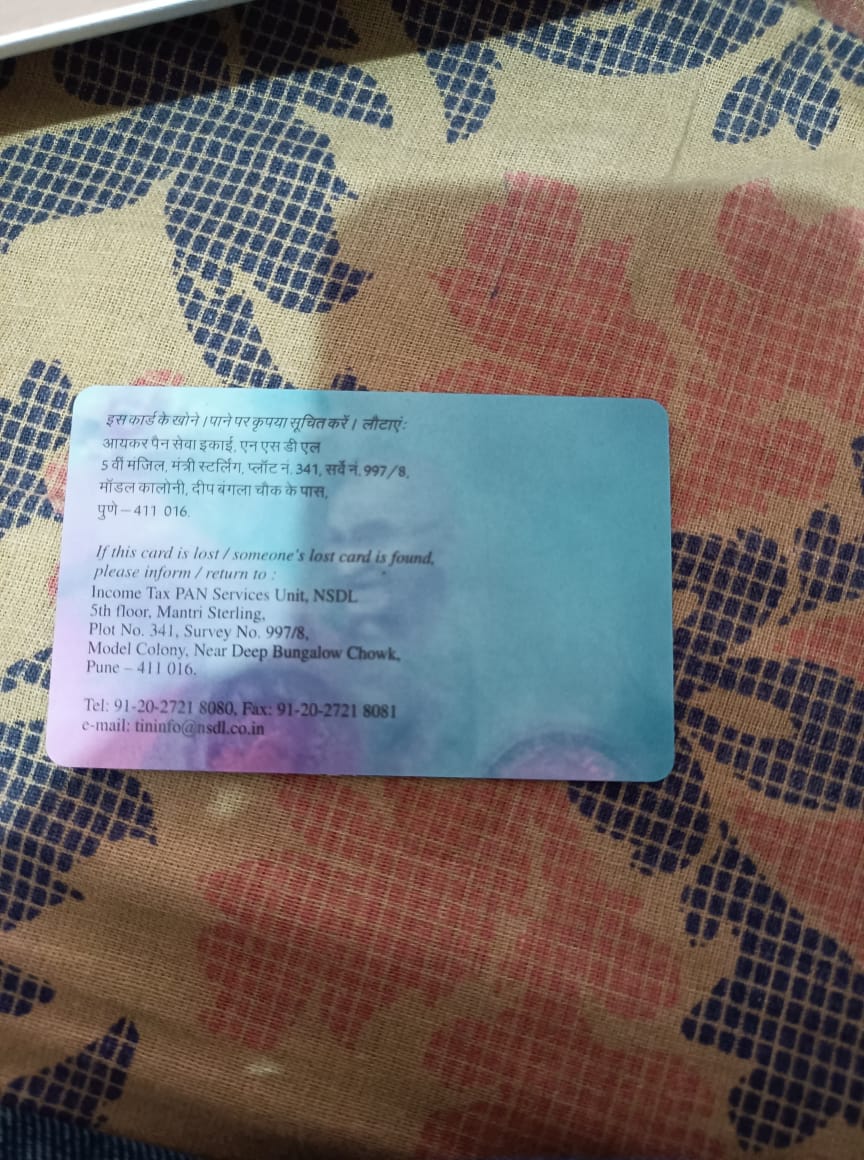 इस कार्ड के खोने / पाने पर कृपया सूचित करें / लौटाएं:
आयकर पैन सेवा इकाई, एन एस डी एल
5 वीं मंजिल, मंत्री स्टर्लिंग, प्लॉट नं. 341, सर्वे नं. 997/8,
मॉडल कालोनी, दीप बंगला चौक के पास,
पुणे – 411 016.
If this card is lost / someone's lost card is found,
please inform / return to :
Income Tax PAN Services Unit, NSDL
5th floor, Mantri Sterling,
Plot No. 341, Survey No. 997/8,
Model Colony, Near Deep Bungalow Chowk,
Pune – 411 016.
Tel: 91-20-2721 8080, Fax: 91-20-2721 8081
e-mail: tininfo@nsdl.co.in